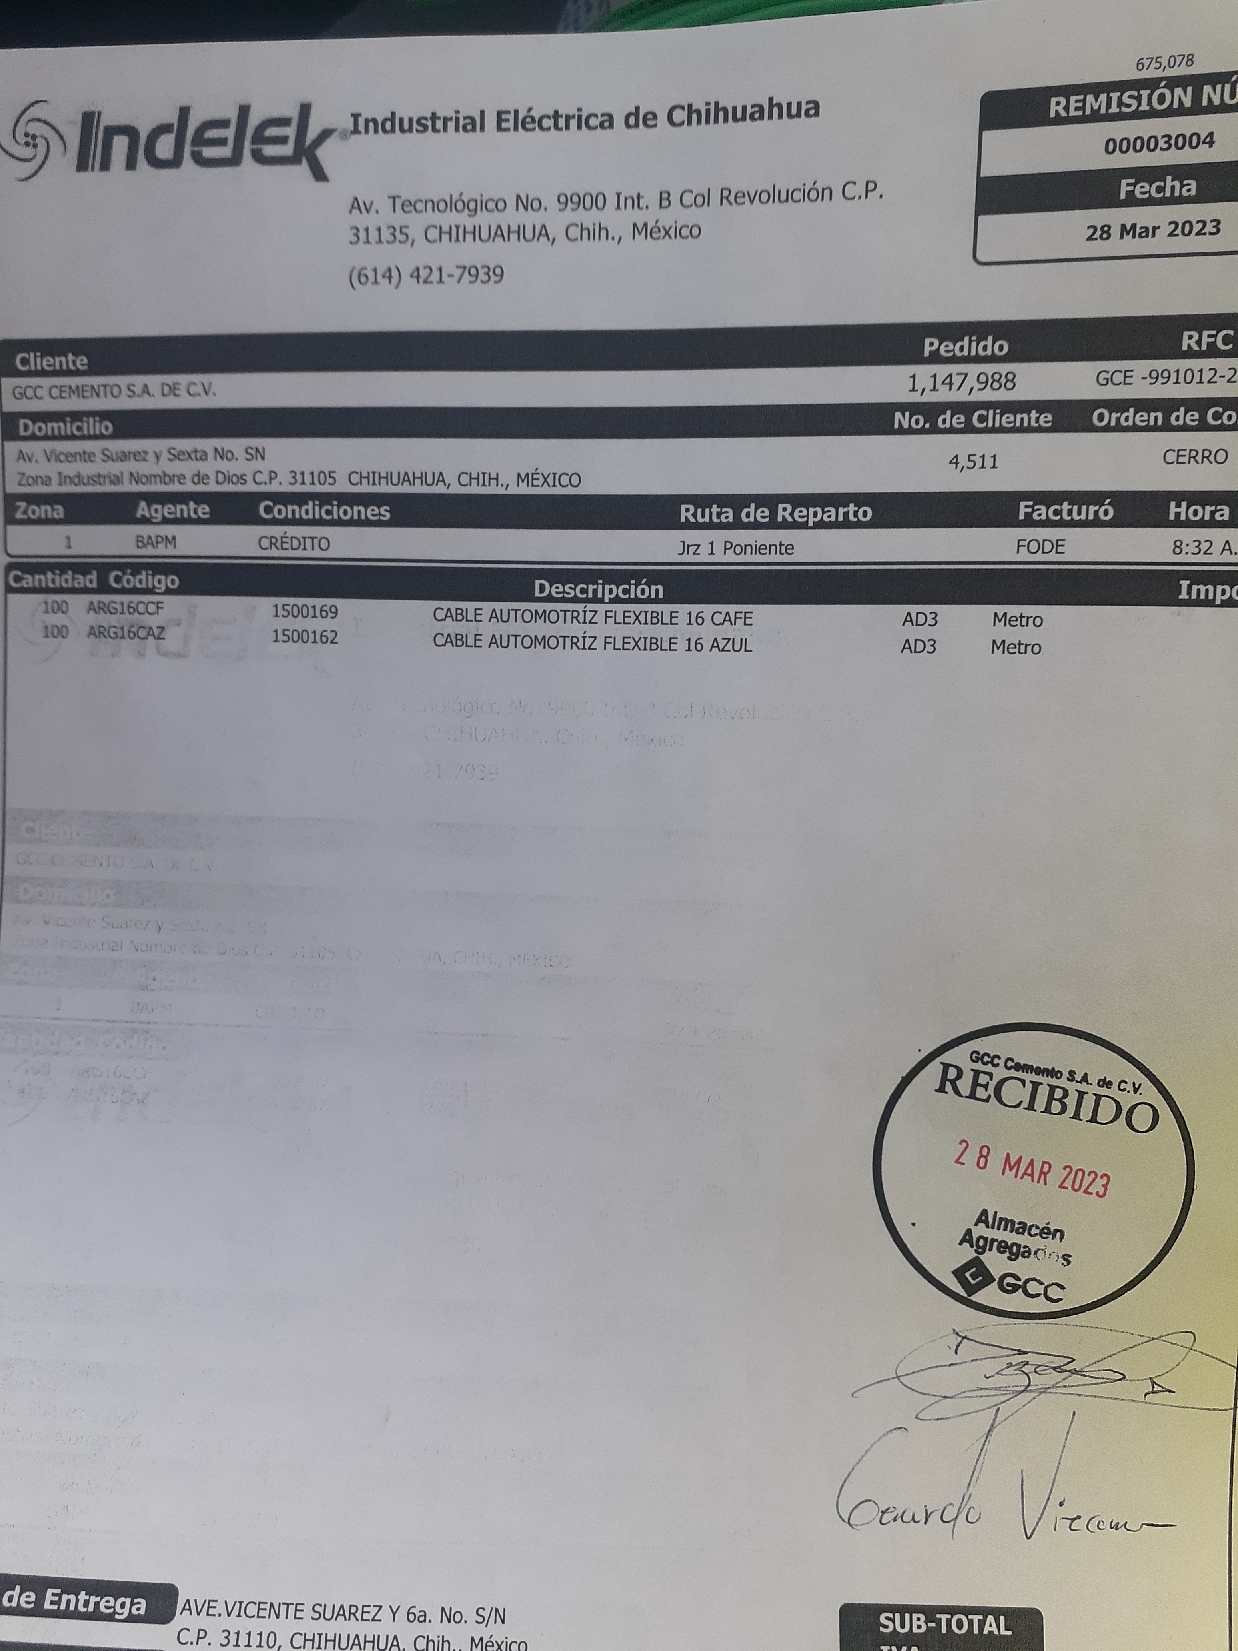 675,078
Indelek Industrial Eléctrica de Chihuahua
REMISIÓN NÚ
00003004
Fecha
28 Mar 2023
Av. Tecnológico No. 9900 Int. B Col Revolución C.P.
31135, CHIHUAHUA, Chih., México
(614) 421-7939
Cliente Pedido RFC
GCC CEMENTO S.A. DE C.V. 1,147,988 GCE -991012-2
Domicilio No. de Cliente Orden de Co
Av. Vicente Suarez y Sexta No. SN 4,511 CERRO
Zona Industrial Nombre de Dios C.P. 31105 CHIHUAHUA, CHIH., MÉXICO
Zona Agente Condiciones Ruta de Reparto Facturó Hora
1 BAPM CRÉDITO Jrz 1 Poniente FODE 8:32 A.
Cantidad Código Descripción Impo
100 ARG16CCF 1500169 CABLE AUTOMOTRÍZ FLEXIBLE 16 CAFE AD3 Metro
100 ARG16CAZ 1500162 CABLE AUTOMOTRÍZ FLEXIBLE 16 AZUL AD3 Metro
GCC Cemento S.A. de C.V.
RECIBIDO
28 MAR 2023
Almacén
Agregados
GCC
de Entrega AVE.VICENTE SUAREZ Y 6a. No. S/N
C.P. 31110, CHIHUAHUA, Chih., México
SUB-TOTAL
IVA